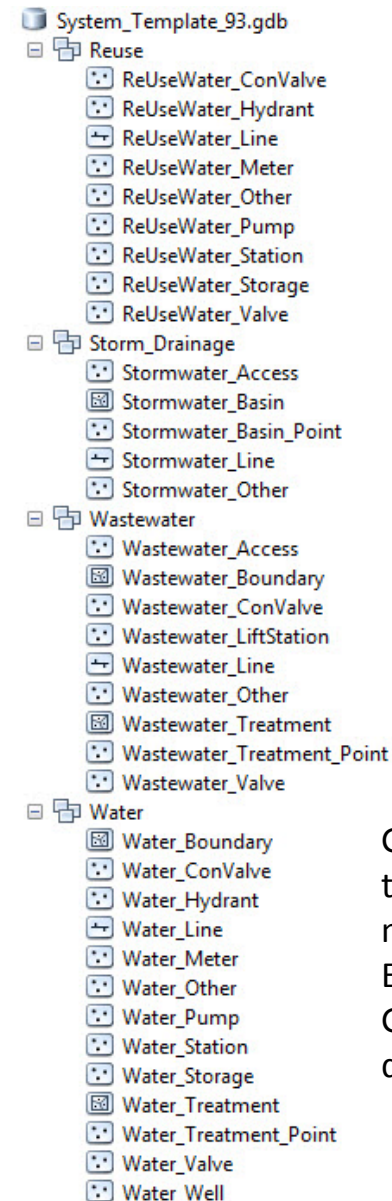 System_Template_93.gdb
Reuse
ReUseWater_ConValve
ReUseWater_Hydrant
ReUseWater_Line
ReUseWater_Meter
ReUseWater_Other
ReUseWater_Pump
ReUseWater_Station
ReUseWater_Storage
ReUseWater_Valve
Storm_Drainage
Stormwater_Access
Stormwater_Basin
Stormwater_Basin_Point
Stormwater_Line
Stormwater_Other
Wastewater
Wastewater_Access
Wastewater_Boundary
Wastewater_ConValve
Wastewater_LiftStation
Wastewater_Line
Wastewater_Other
Wastewater_Treatment
Wastewater_Treatment_Point
Wastewater_Valve
Water
Water_Boundary
Water_ConValve
Water_Hydrant
Water_Line
Water_Meter
Water_Other
Water_Pump
Water_Station
Water_Storage
Water_Treatment
Water_Treatment_Point
Water_Valve
Water_Well